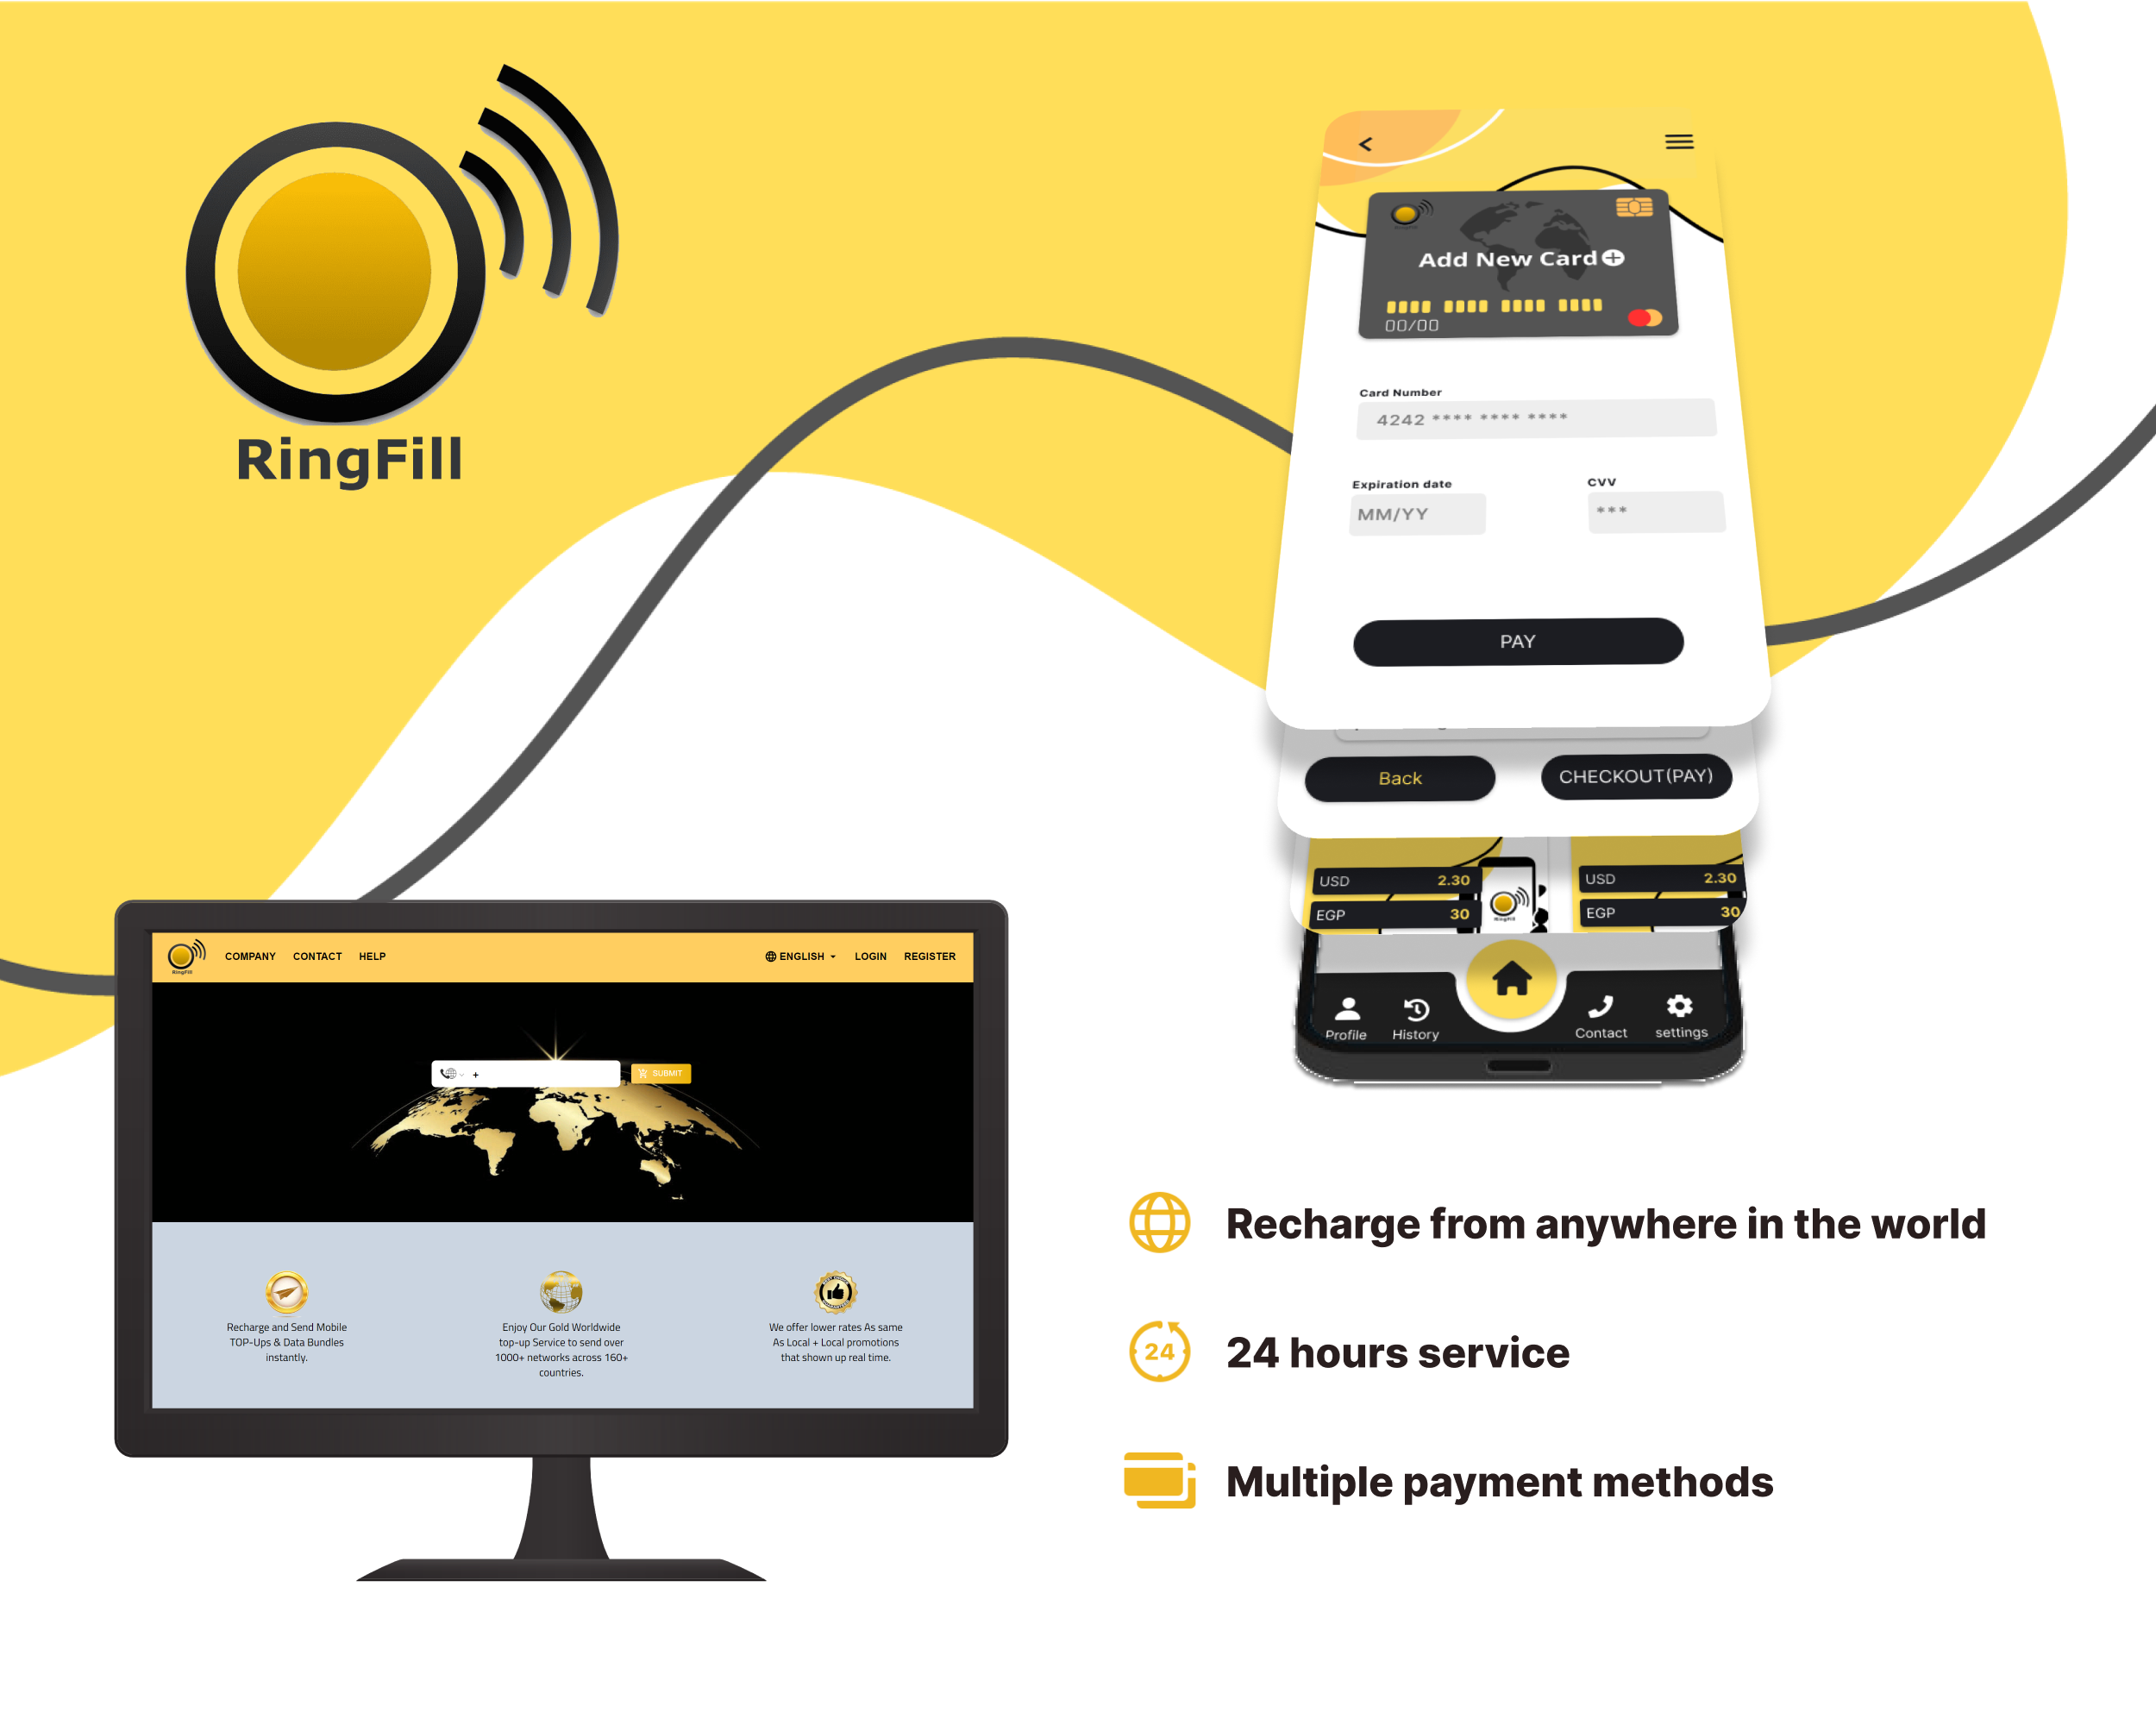 RingFill
Add New Card
00/00
Card Number
4242 **** **** ****
Expiration date
CVV
MM/YY
***
PAY
Back
CHECKOUT(PAY)
USD 2.30
EGP 30
RingFill
USD 2.30
EGP 30
Profile
History
Contact
settings
RingFill
COMPANY
CONTACT
HELP
ENGLISH
LOGIN
REGISTER
+
SUBMIT
Recharge and Send Mobile
TOP-Ups & Data Bundles
instantly.
Enjoy Our Gold Worldwide
top-up Service to send over
1000+ networks across 160+
countries.
We offer lower rates As same
As Local + Local promotions
that shown up real time.
Recharge from anywhere in the world
24
24 hours service
Multiple payment methods